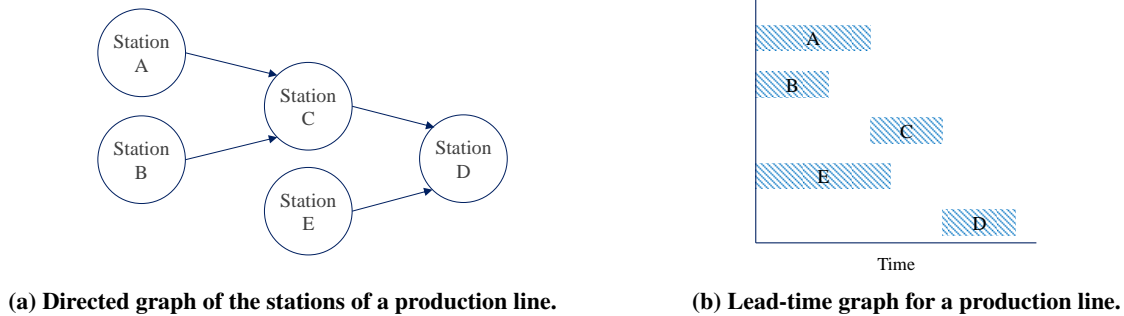 Station
A
Station
B
Station
C
Station
E
Station
D
A
B
C
E
D
Time
(a) Directed graph of the stations of a production line.
(b) Lead-time graph for a production line.